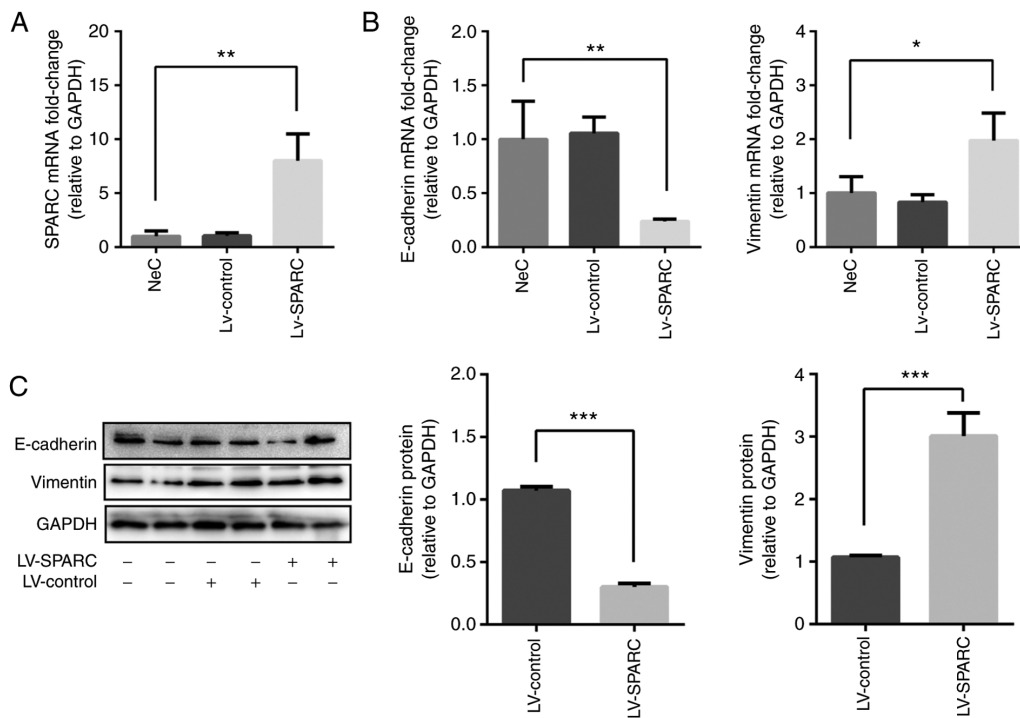 A
SPARC mRNA fold-change
(relative to GAPDH)
20
15
10
5
0
**
NeC
Lv-control
Lv-SPARC
B
E-cadherin mRNA fold-change
(relative to GAPDH)
2.0
1.5
1.0
0.5
0.0
**
NeC
Lv-control
Lv-SPARC
Vimentin mRNA fold-change
(relative to GAPDH)
4
3
2
1
0
*
NeC
Lv-control
Lv-SPARC
C
E-cadherin
Vimentin
GAPDH
LV-SPARC – – – – + +
LV-control – – + + – –
E-cadherin protein
(relative to GAPDH)
2.0
1.5
1.0
0.5
0.0
***
LV-control
LV-SPARC
Vimentin protein
(relative to GAPDH)
4
3
2
1
0
***
LV-control
LV-SPARC